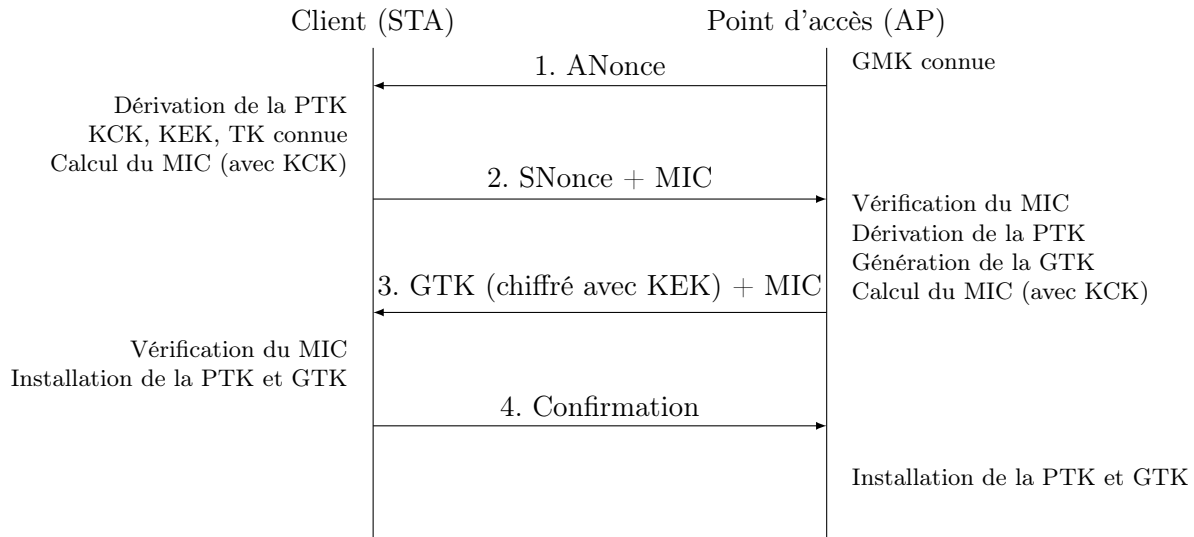 Client (STA)
Point d'accès (AP)
1. ANonce
GMK connue
Dérivation de la PTK
KCK, KEK, TK connue
Calcul du MIC (avec KCK)
2. SNonce + MIC
Vérification du MIC
Dérivation de la PTK
Génération de la GTK
Calcul du MIC (avec KCK)
3. GTK (chiffré avec KEK) + MIC
Vérification du MIC
Installation de la PTK et GTK
4. Confirmation
Installation de la PTK et GTK